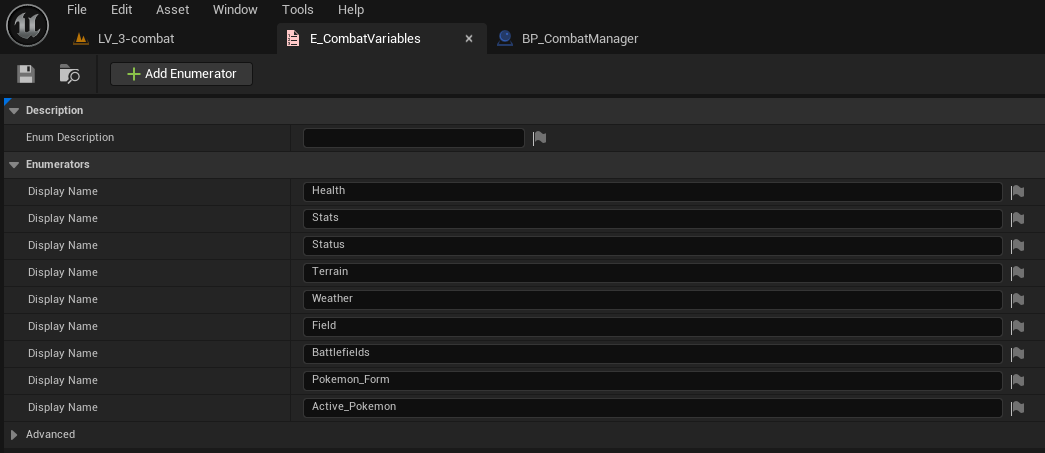 File Edit Asset Window Tools Help
LV_3-combat E_CombatVariables × BP_CombatManager
+ Add Enumerator
Description
Enum Description
Enumerators
Display Name Health
Display Name Stats
Display Name Status
Display Name Terrain
Display Name Weather
Display Name Field
Display Name Battlefields
Display Name Pokemon_Form
Display Name Active_Pokemon
Advanced